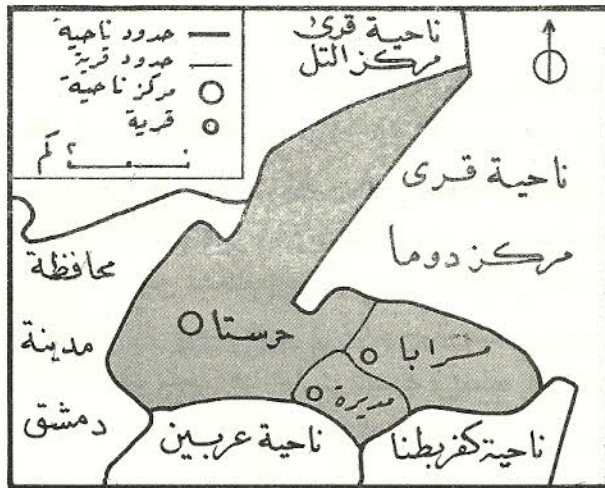 حدود ناحية
حدود قرية
مركز ناحية
قرية
كم
ناحية قرى
مركز التل
ناحية قرى
مركز دوما
محافظة
مدينة
دمشق
حرستا
مسرابا
مديرة
ناحية عربين
ناحية كفربطنا